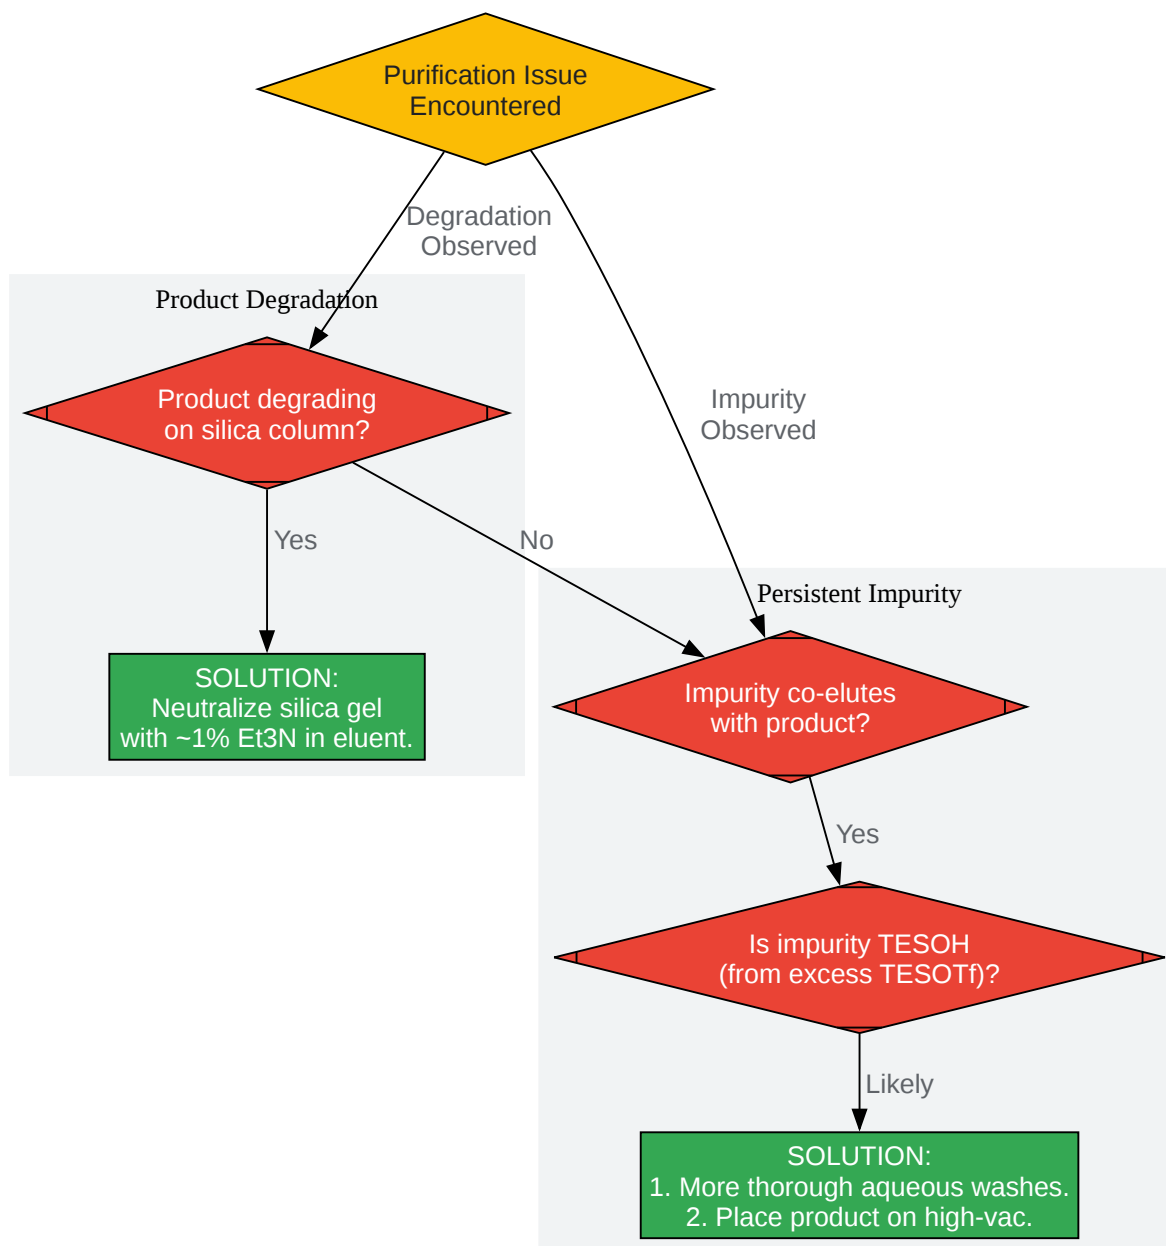 Purification Issue
Encountered
Degradation
Observed
Product Degradation
Product degrading
on silica column?
Impurity
Observed
Yes
No
Persistent Impurity
SOLUTION:
Neutralize silica gel
with ~1% Et3N in eluent.
Impurity co-elutes
with product?
Yes
Is impurity TESOH
(from excess TESOTf)?
Likely
SOLUTION:
1. More thorough aqueous washes.
2. Place product on high-vac.